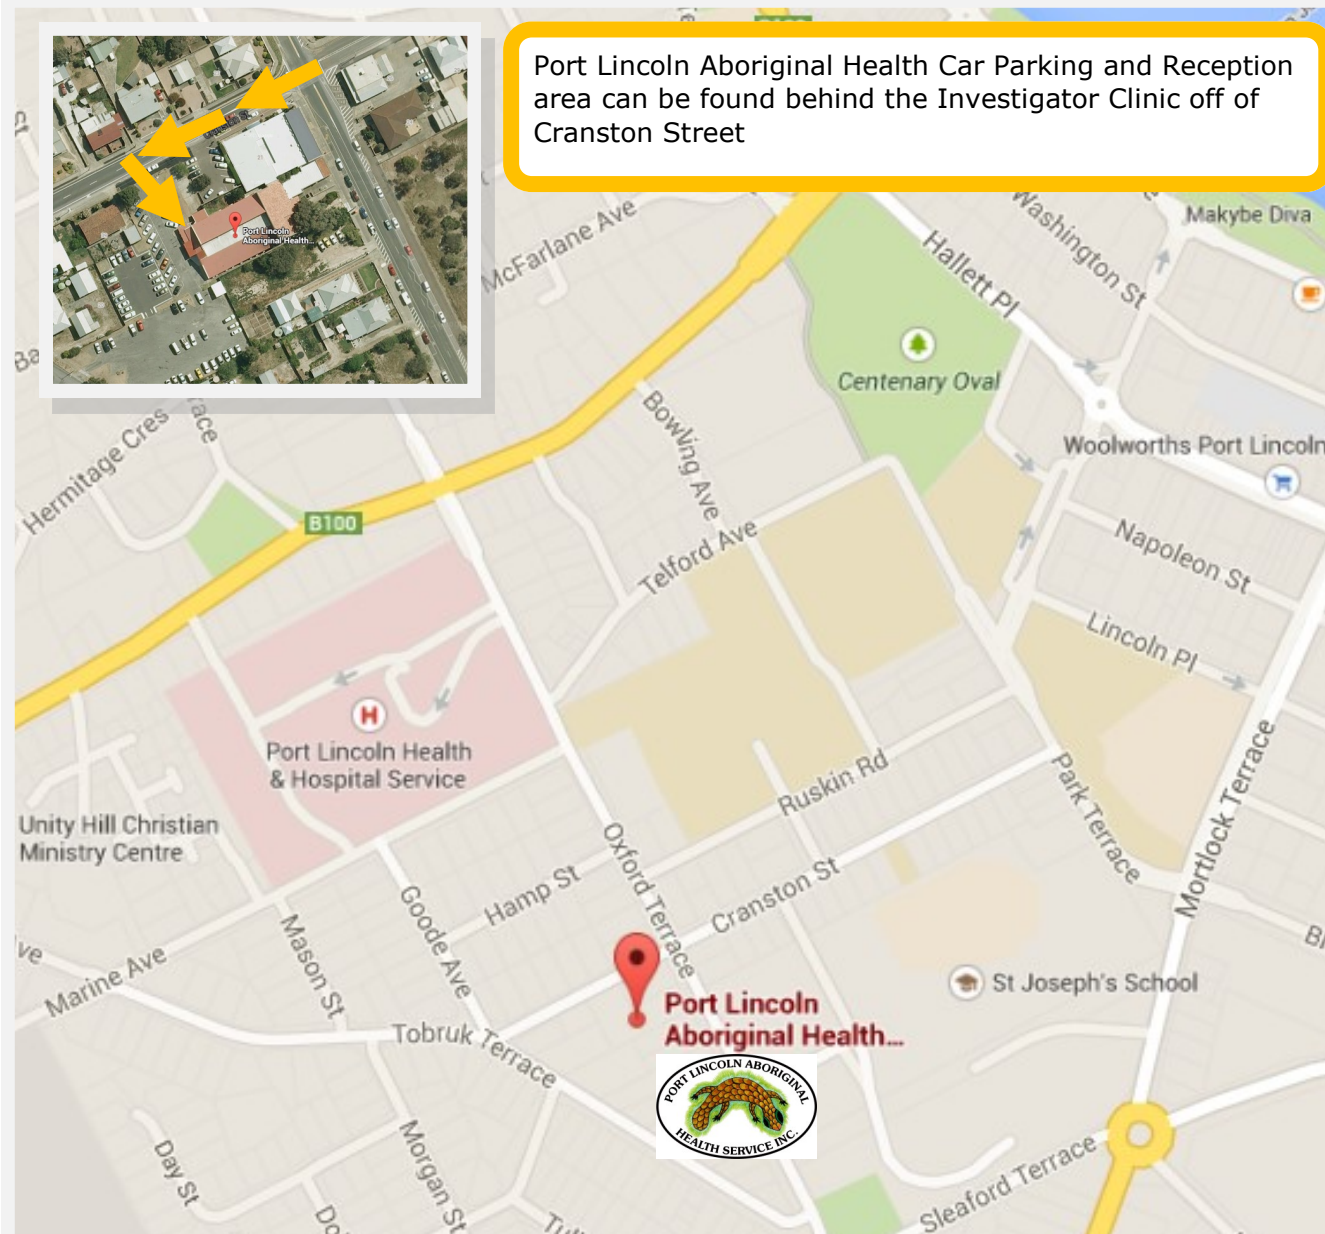 Port Lincoln Aboriginal Health Car Parking and Reception
area can be found behind the Investigator Clinic off of
Cranston Street
Port Lincoln
Aboriginal Health...
McFarlane Ave
Washington St
Makybe Diva
Hallett Pl
Centenary Oval
Hermitage Cres
Bowling Ave
Woolworths Port Lincoln
B100
Telford Ave
Napoleon St
Lincoln Pl
H
Port Lincoln Health
& Hospital Service
Ruskin Rd
Park Terrace
Mortlock Terrace
Unity Hill Christian
Ministry Centre
Oxford Terrace
Hamp St
Cranston St
Goode Ave
Mason St
Marine Ave
St Joseph's School
Port Lincoln
Aboriginal Health...
Tobruk Terrace
PORT LINCOLN ABORIGINAL
HEALTH SERVICE INC.
Morgan St
Day St
Sleaford Terrace